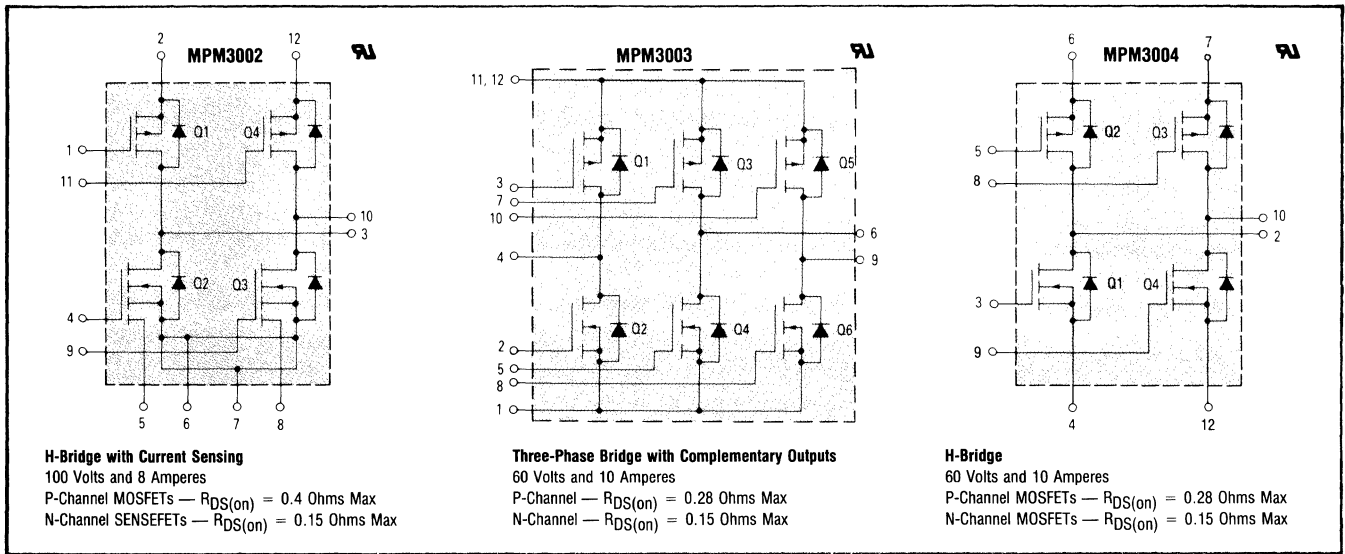 MPM3002
2
12
Q1
Q4
1
11
10
3
Q2
Q3
4
9
5
6
7
8
H-Bridge with Current Sensing
100 Volts and 8 Amperes
P-Channel MOSFETs — RDS(on) = 0.4 Ohms Max
N-Channel SENSEFETs — RDS(on) = 0.15 Ohms Max
MPM3003
11, 12
Q1
Q3
Q5
3
7
10
6
4
9
Q2
Q4
Q6
2
5
8
1
Three-Phase Bridge with Complementary Outputs
60 Volts and 10 Amperes
P-Channel — RDS(on) = 0.28 Ohms Max
N-Channel — RDS(on) = 0.15 Ohms Max
MPM3004
6
7
Q2
Q3
5
8
10
2
Q1
Q4
3
9
4
12
H-Bridge
60 Volts and 10 Amperes
P-Channel MOSFETs — RDS(on) = 0.28 Ohms Max
N-Channel MOSFETs — RDS(on) = 0.15 Ohms Max